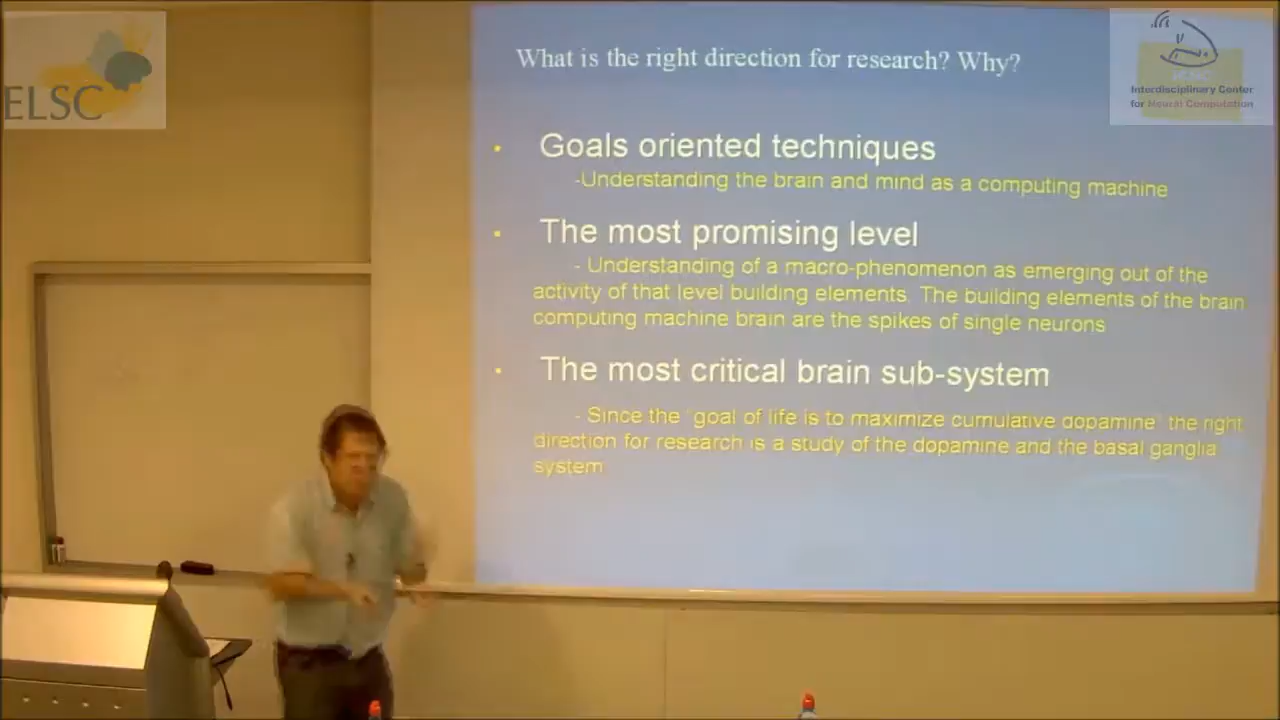 ELSC
ICNC
Interdisciplinary Center
for Neural Computation
What is the right direction for research? Why?
Goals oriented techniques
-Understanding the brain and mind as a computing machine
The most promising level
- Understanding of a macro-phenomenon as emerging out of the
activity of that level building elements. The building elements of the brain
computing machine brain are the spikes of single neurons
The most critical brain sub-system
- Since the 'goal of life is to maximize cumulative dopamine' the right
direction for research is a study of the dopamine and the basal ganglia
system